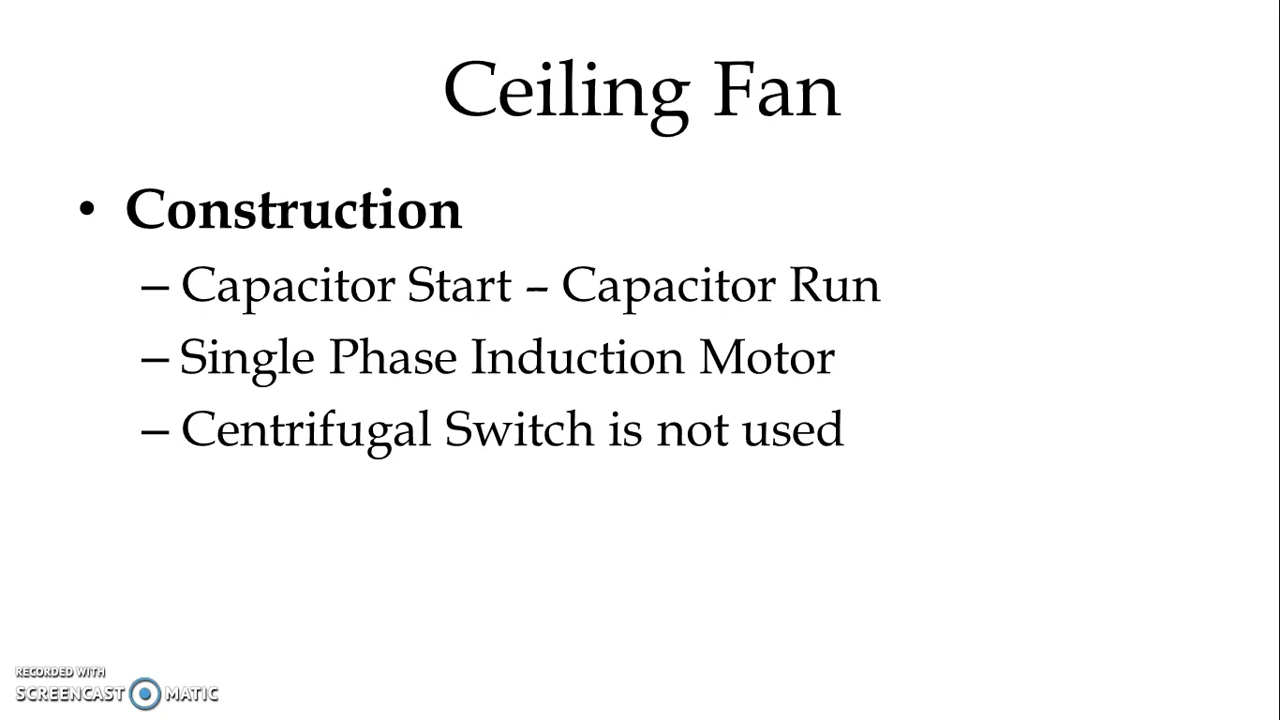 Ceiling Fan
• Construction
– Capacitor Start – Capacitor Run
– Single Phase Induction Motor
– Centrifugal Switch is not used
RECORDED WITH
SCREENCAST MATIC